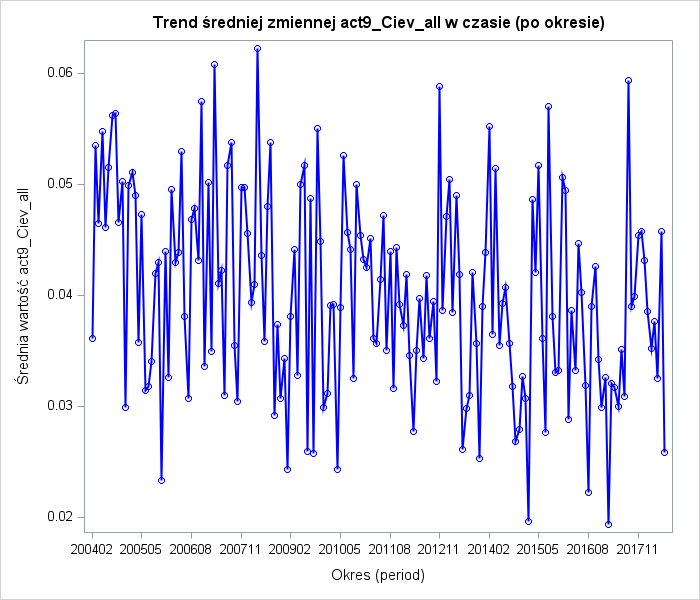 Trend średniej zmiennej act9_Ciev_all w czasie (po okresie)
Średnia wartość act9_Ciev_all
0.06
0.05
0.04
0.03
0.02
200402 200505 200608 200711 200902 201005 201108 201211 201402 201505 201608 201711
Okres (period)